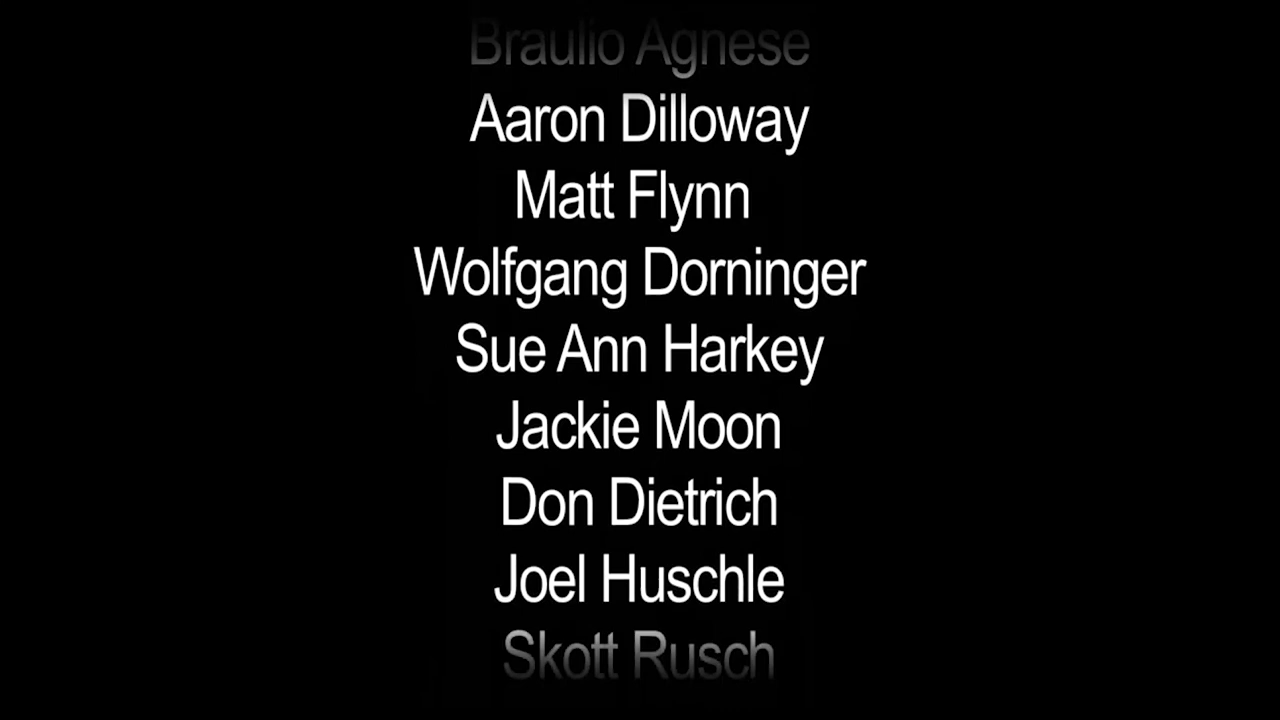 Braulio Agnese
Aaron Dilloway
Matt Flynn
Wolfgang Dorninger
Sue Ann Harkey
Jackie Moon
Don Dietrich
Joel Huschle
Skott Rusch